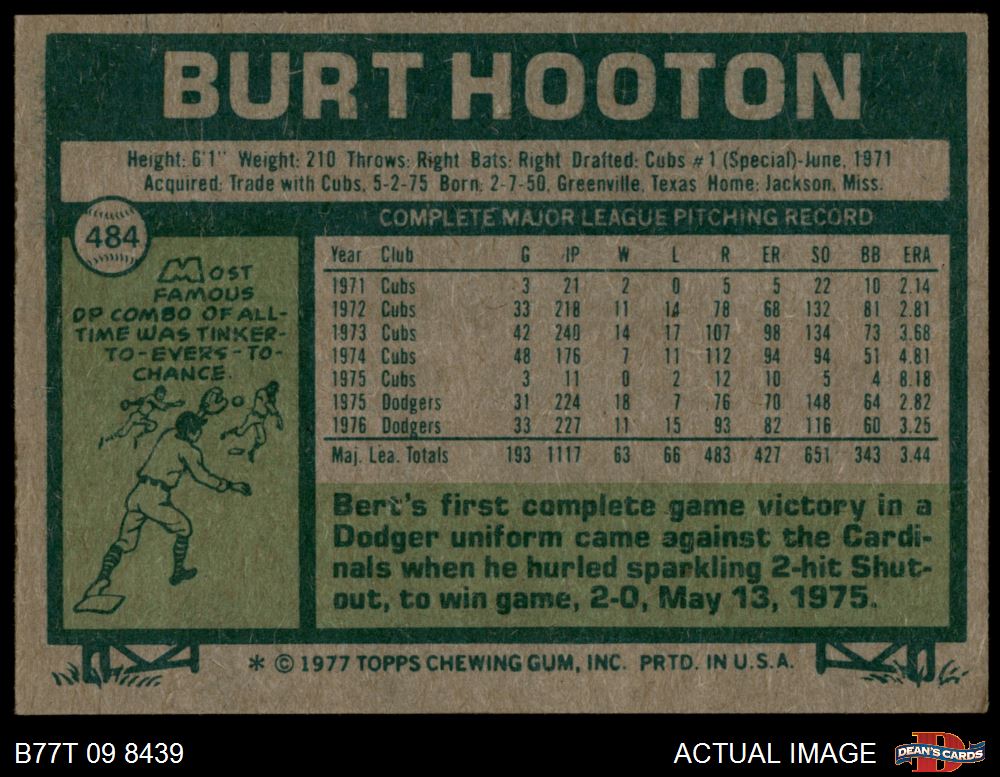 BURT HOOTON
Height: 6'1" Weight: 210 Throws: Right Bats: Right Drafted: Cubs #1 (Special)-June, 1971
Acquired: Trade with Cubs, 5-2-75 Born: 2-7-50, Greenville, Texas Home: Jackson, Miss.
COMPLETE MAJOR LEAGUE PITCHING RECORD
484
MOST
FAMOUS
DP COMBO OF ALL-
TIME WAS TINKER-
TO-EVERS-TO-
CHANCE.
Year Club G IP W L R ER SO BB ERA
1971 Cubs 3 21 2 0 5 5 22 10 2.14
1972 Cubs 33 218 11 14 78 68 132 81 2.81
1973 Cubs 42 240 14 17 107 98 134 73 3.68
1974 Cubs 48 176 7 11 112 94 94 51 4.81
1975 Cubs 3 11 0 2 12 10 5 4 8.18
1975 Dodgers 31 224 18 7 76 70 148 64 2.82
1976 Dodgers 33 227 11 15 93 82 116 60 3.25
Maj. Lea. Totals 193 1117 63 66 483 427 651 343 3.44
Bert's first complete game victory in a
Dodger uniform came against the Cardi-
nals when he hurled sparkling 2-hit Shut-
out, to win game, 2-0, May 13, 1975.
* © 1977 TOPPS CHEWING GUM, INC. PRTD. IN U.S.A.
B77T 09 8439
ACTUAL IMAGE
DEAN'S CARDS